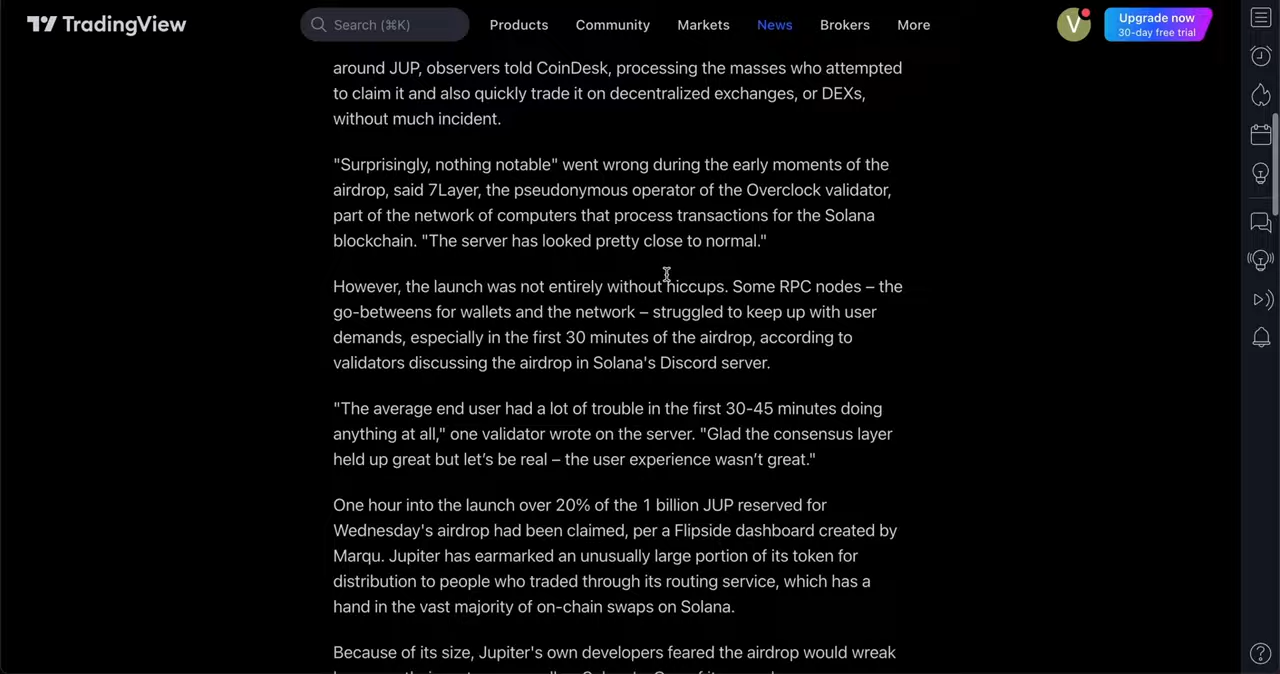 TradingView
Search (⌘K)
Products
Community
Markets
News
Brokers
More
V
Upgrade now
30-day free trial
around JUP, observers told CoinDesk, processing the masses who attempted
to claim it and also quickly trade it on decentralized exchanges, or DEXs,
without much incident.
"Surprisingly, nothing notable" went wrong during the early moments of the
airdrop, said 7Layer, the pseudonymous operator of the Overclock validator,
part of the network of computers that process transactions for the Solana
blockchain. "The server has looked pretty close to normal."
However, the launch was not entirely without hiccups. Some RPC nodes – the
go-betweens for wallets and the network – struggled to keep up with user
demands, especially in the first 30 minutes of the airdrop, according to
validators discussing the airdrop in Solana's Discord server.
"The average end user had a lot of trouble in the first 30-45 minutes doing
anything at all," one validator wrote on the server. "Glad the consensus layer
held up great but let’s be real – the user experience wasn’t great."
One hour into the launch over 20% of the 1 billion JUP reserved for
Wednesday's airdrop had been claimed, per a Flipside dashboard created by
Marqu. Jupiter has earmarked an unusually large portion of its token for
distribution to people who traded through its routing service, which has a
hand in the vast majority of on-chain swaps on Solana.
Because of its size, Jupiter's own developers feared the airdrop would wreak